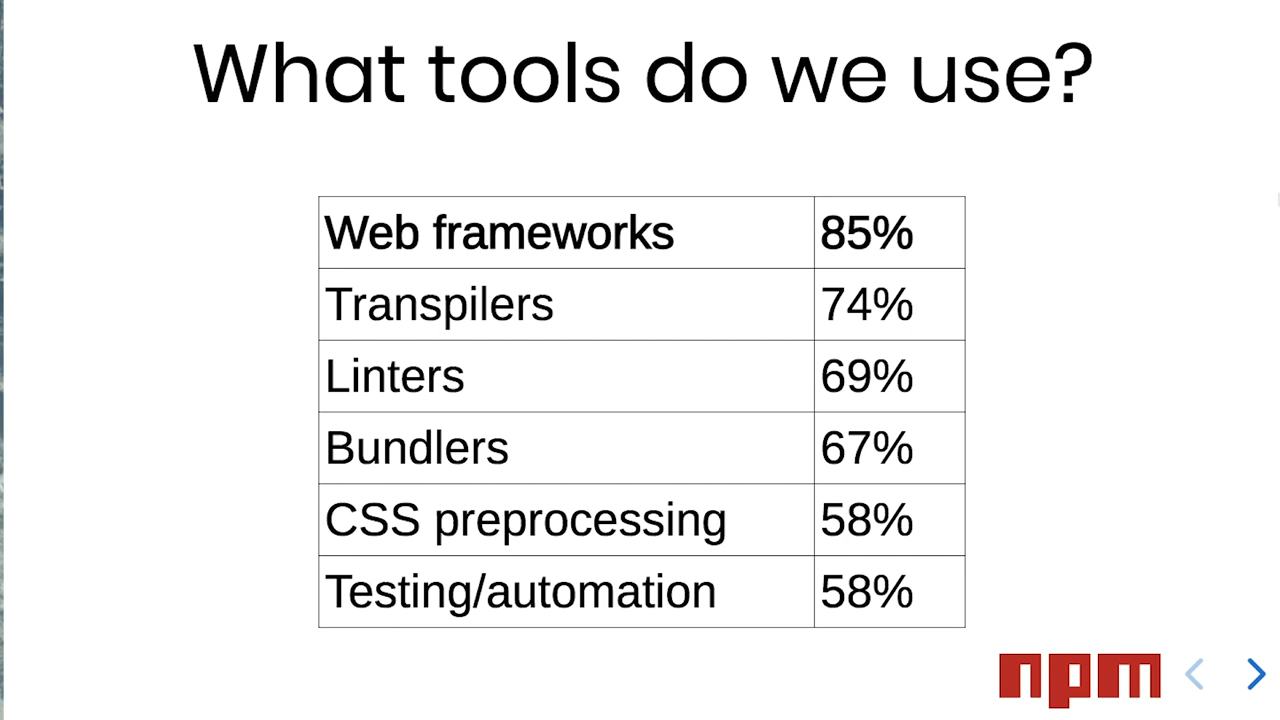 What tools do we use?
Web frameworks 85%
Transpilers 74%
Linters 69%
Bundlers 67%
CSS preprocessing 58%
Testing/automation 58%
npm